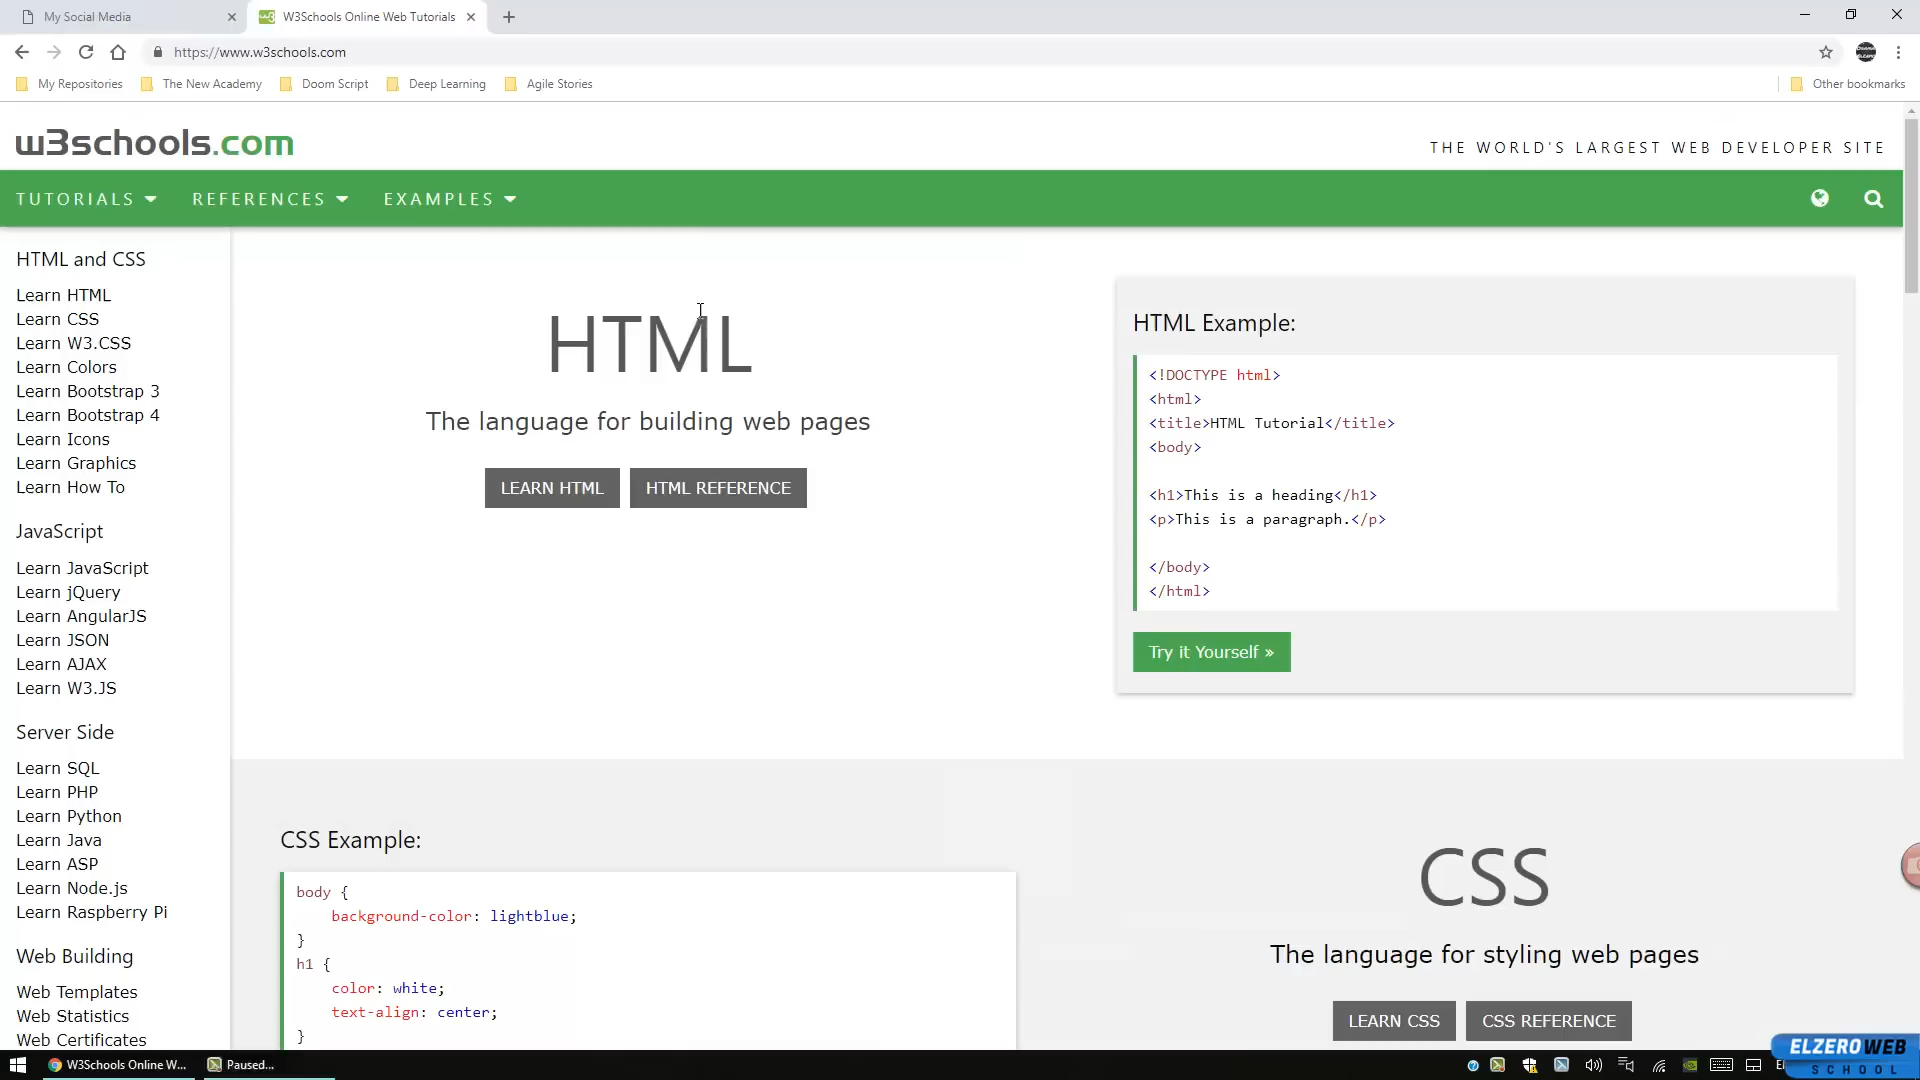 My Social Media
W3Schools Online Web Tutorials
https://www.w3schools.com
My Repositories
The New Academy
Doom Script
Deep Learning
Agile Stories
Other bookmarks
w3schools.com
THE WORLD'S LARGEST WEB DEVELOPER SITE
TUTORIALS
REFERENCES
EXAMPLES
HTML and CSS
Learn HTML
Learn CSS
Learn W3.CSS
Learn Colors
Learn Bootstrap 3
Learn Bootstrap 4
Learn Icons
Learn Graphics
Learn How To
JavaScript
Learn JavaScript
Learn jQuery
Learn AngularJS
Learn JSON
Learn AJAX
Learn W3.JS
Server Side
Learn SQL
Learn PHP
Learn Python
Learn Java
Learn ASP
Learn Node.js
Learn Raspberry Pi
Web Building
Web Templates
Web Statistics
Web Certificates
HTML
The language for building web pages
LEARN HTML
HTML REFERENCE
HTML Example:
<!DOCTYPE html>
<html>
<title>HTML Tutorial</title>
<body>
<h1>This is a heading</h1>
<p>This is a paragraph.</p>
</body>
</html>
Try it Yourself »
CSS Example:
body {
background-color: lightblue;
}
h1 {
color: white;
text-align: center;
}
CSS
The language for styling web pages
LEARN CSS
CSS REFERENCE
W3Schools Online W...
Paused...
ELZERO WEB
SCHOOL